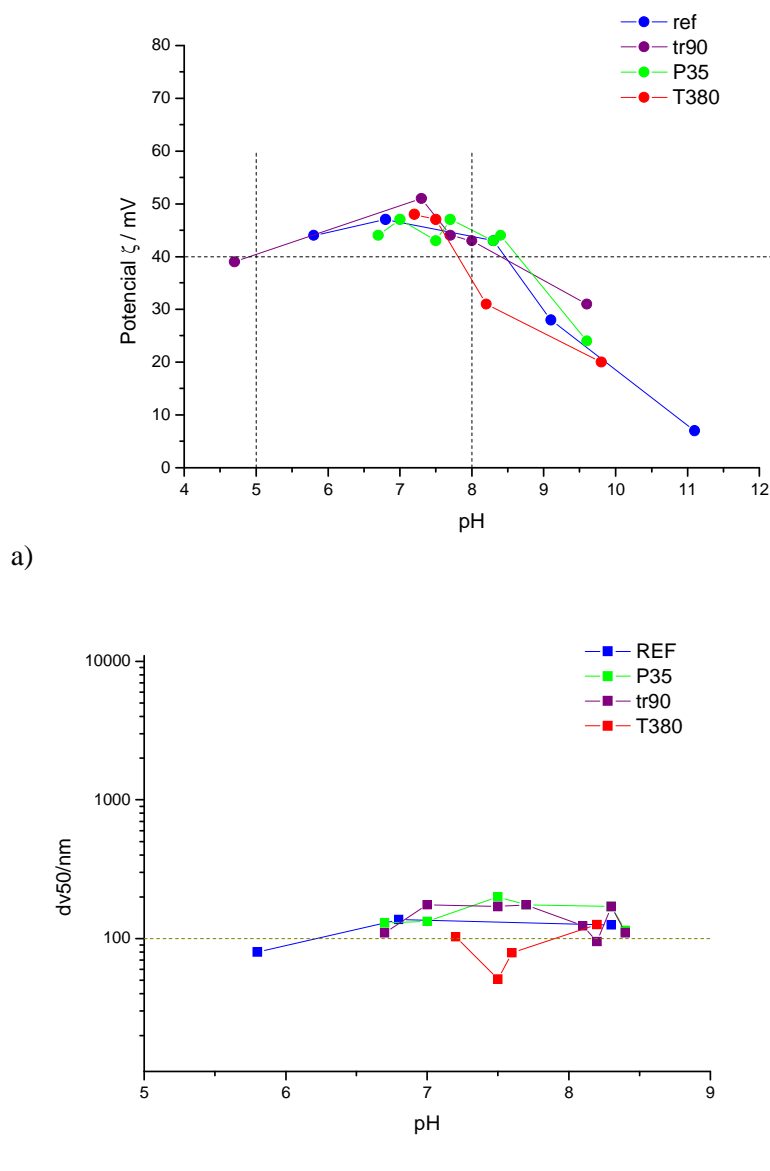 ref
tr90
P35
T380
80
70
60
50
40
30
20
10
0
Potencial ζ / mV
4 5 6 7 8 9 10 11 12
pH
a)
REF
P35
tr90
T380
10000
1000
100
dv50/nm
5 6 7 8 9
pH